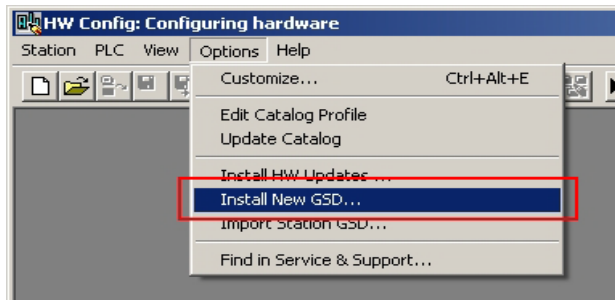 HW Config: Configuring hardware
Station PLC View Options Help
Customize... Ctrl+Alt+E
Edit Catalog Profile
Update Catalog
Install HW Updates ...
Install New GSD...
Import Station GSD...
Find in Service & Support...